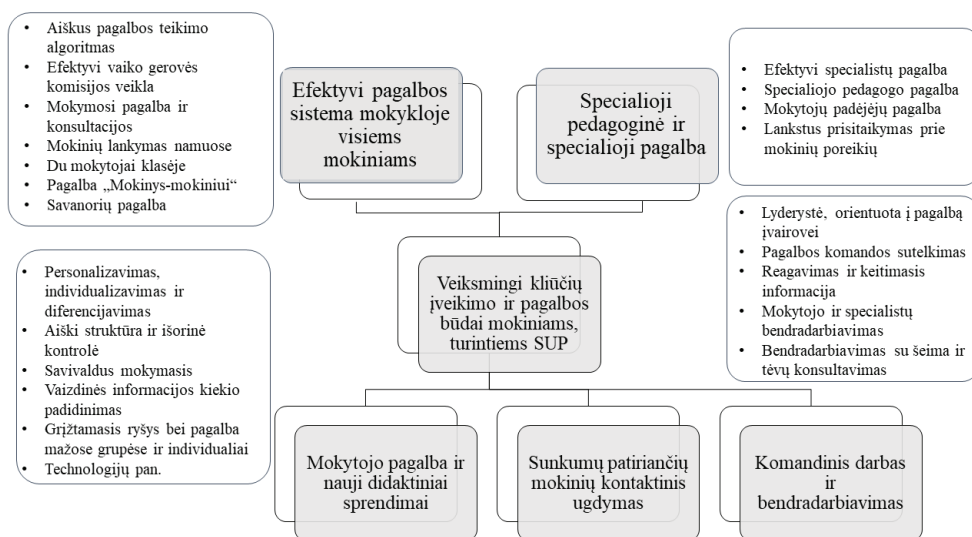 • Aiškus pagalbos teikimo
algoritmas
• Efektyvi vaiko gerovės
komisijos veikla
• Mokymosi pagalba ir
konsultacijos
• Mokinių lankymas namuose
• Du mokytojai klasėje
• Pagalba „Mokinys-mokiniui“
• Savanorių pagalba
Efektyvi pagalbos
sistema mokykloje
visiems
mokiniams
Specialioji
pedagoginė ir
specialioji pagalba
• Efektyvi specialistų pagalba
• Specialiojo pedagogo pagalba
• Mokytojų padėjėjų pagalba
• Lankstus prisitaikymas prie
mokinių poreikių
• Personalizavimas,
individualizavimas ir
diferencijavimas
• Aiški struktūra ir išorinė
kontrolė
• Savivaldus mokymasis
• Vaizdinės informacijos kiekio
padidinimas
• Grįžtamasis ryšys bei pagalba
mažose grupėse ir individualiai
• Technologijų pan.
Veiksmingi kliūčių
įveikimo ir pagalbos
būdai mokiniams,
turintiems SUP
• Lyderystė, orientuota į pagalbą
įvairovei
• Pagalbos komandos sutelkimas
• Reagavimas ir keitimasis
informacija
• Mokytojo ir specialistų
bendradarbiavimas
• Bendradarbiavimas su šeima ir
tėvų konsultavimas
Mokytojo pagalba ir
nauji didaktiniai
sprendimai
Sunkumų patiriančių
mokinių kontaktinis
ugdymas
Komandinis darbas
ir
bendradarbiavimas